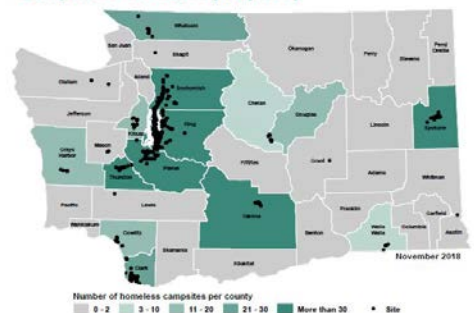 Whatcom
San Juan
Skagit
Okanogan
Ferry
Stevens
Pend Oreille
Island
Clallam
Snohomish
Chelan
Jefferson
Kitsap
Douglas
King
Lincoln
Spokane
Grays Harbor
Mason
Kittitas
Grant
Pierce
Thurston
Adams
Whitman
Pacific
Lewis
Yakima
Franklin
Garfield
Wahkiakum
Cowlitz
Columbia
Walla Walla
Asotin
Benton
Skamania
Klickitat
Clark
November 2018
Number of homeless campsites per county
0 - 2 3 - 10 11 - 20 21 - 30 More than 30 Site